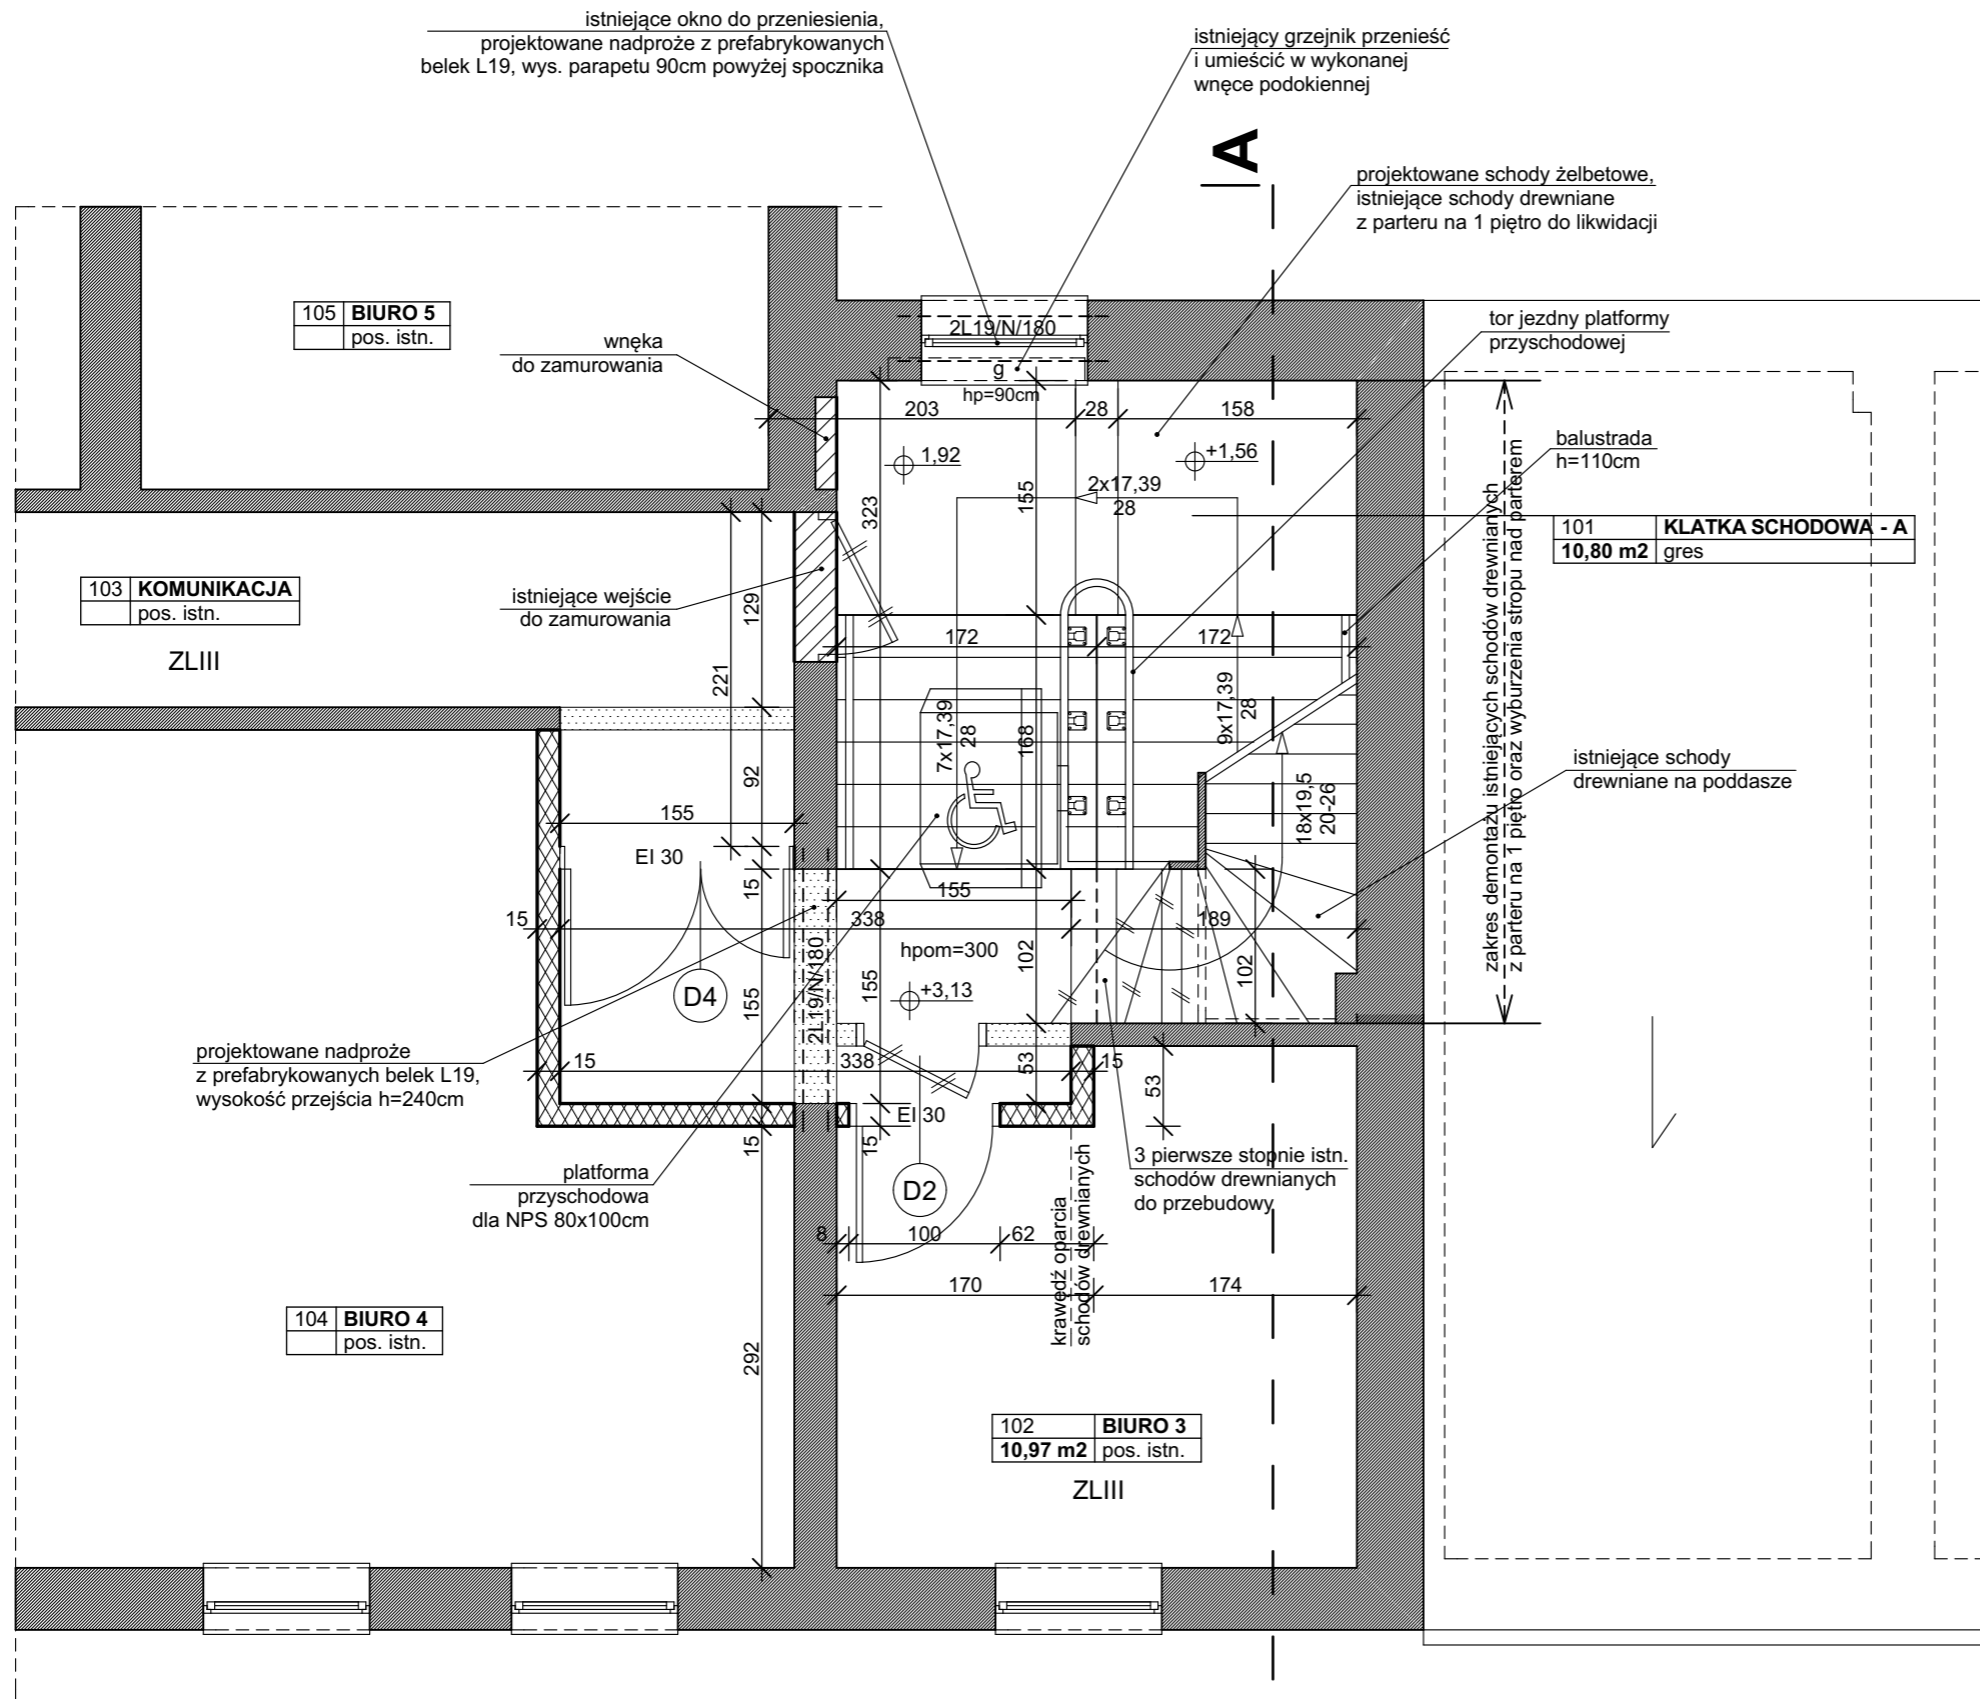 istniejące okno do przeniesienia,
projektowane nadproże z prefabrykowanych
belek L19, wys. parapetu 90cm powyżej spocznika
istniejący grzejnik przenieść
i umieścić w wykonanej
wnęce podokiennej
A
projektowane schody żelbetowe,
istniejące schody drewniane
z parteru na 1 piętro do likwidacji
105 BIURO 5
pos. istn.
wnęka
do zamurowania
2L19/N/180
g
hp=90cm
tor jezdny platformy
przyschodowej
203
28
158
1,92
+1,56
balustrada
h=110cm
2x17,39
28
323
155
101 KLATKA SCHODOWA - A
10,80 m2 gres
zakres demontażu istniejących schodów drewnianych
z parteru na 1 piętro oraz wyburzenia stropu nad parterem
103 KOMUNIKACJA
pos. istn.
ZLIII
istniejące wejście
do zamurowania
129
221
172
172
7x17,39
28
168
9x17,39
28
istniejące schody
drewniane na poddasze
18x19,5
20-26
92
155
EI 30
15
15
155
338
189
hpom=300
102
102
D4
155
2L19/N/180
155
+3,13
projektowane nadproże
z prefabrykowanych belek L19,
wysokość przejścia h=240cm
15
338
53
15
53
EI 30
15
15
D2
3 pierwsze stopnie istn.
schodów drewnianych
do przebudowy
platforma
przyschodowa
dla NPS 80x100cm
8
100
62
krawędź oparcia
schodów drewnianych
170
174
104 BIURO 4
pos. istn.
292
102 BIURO 3
10,97 m2 pos. istn.
ZLIII